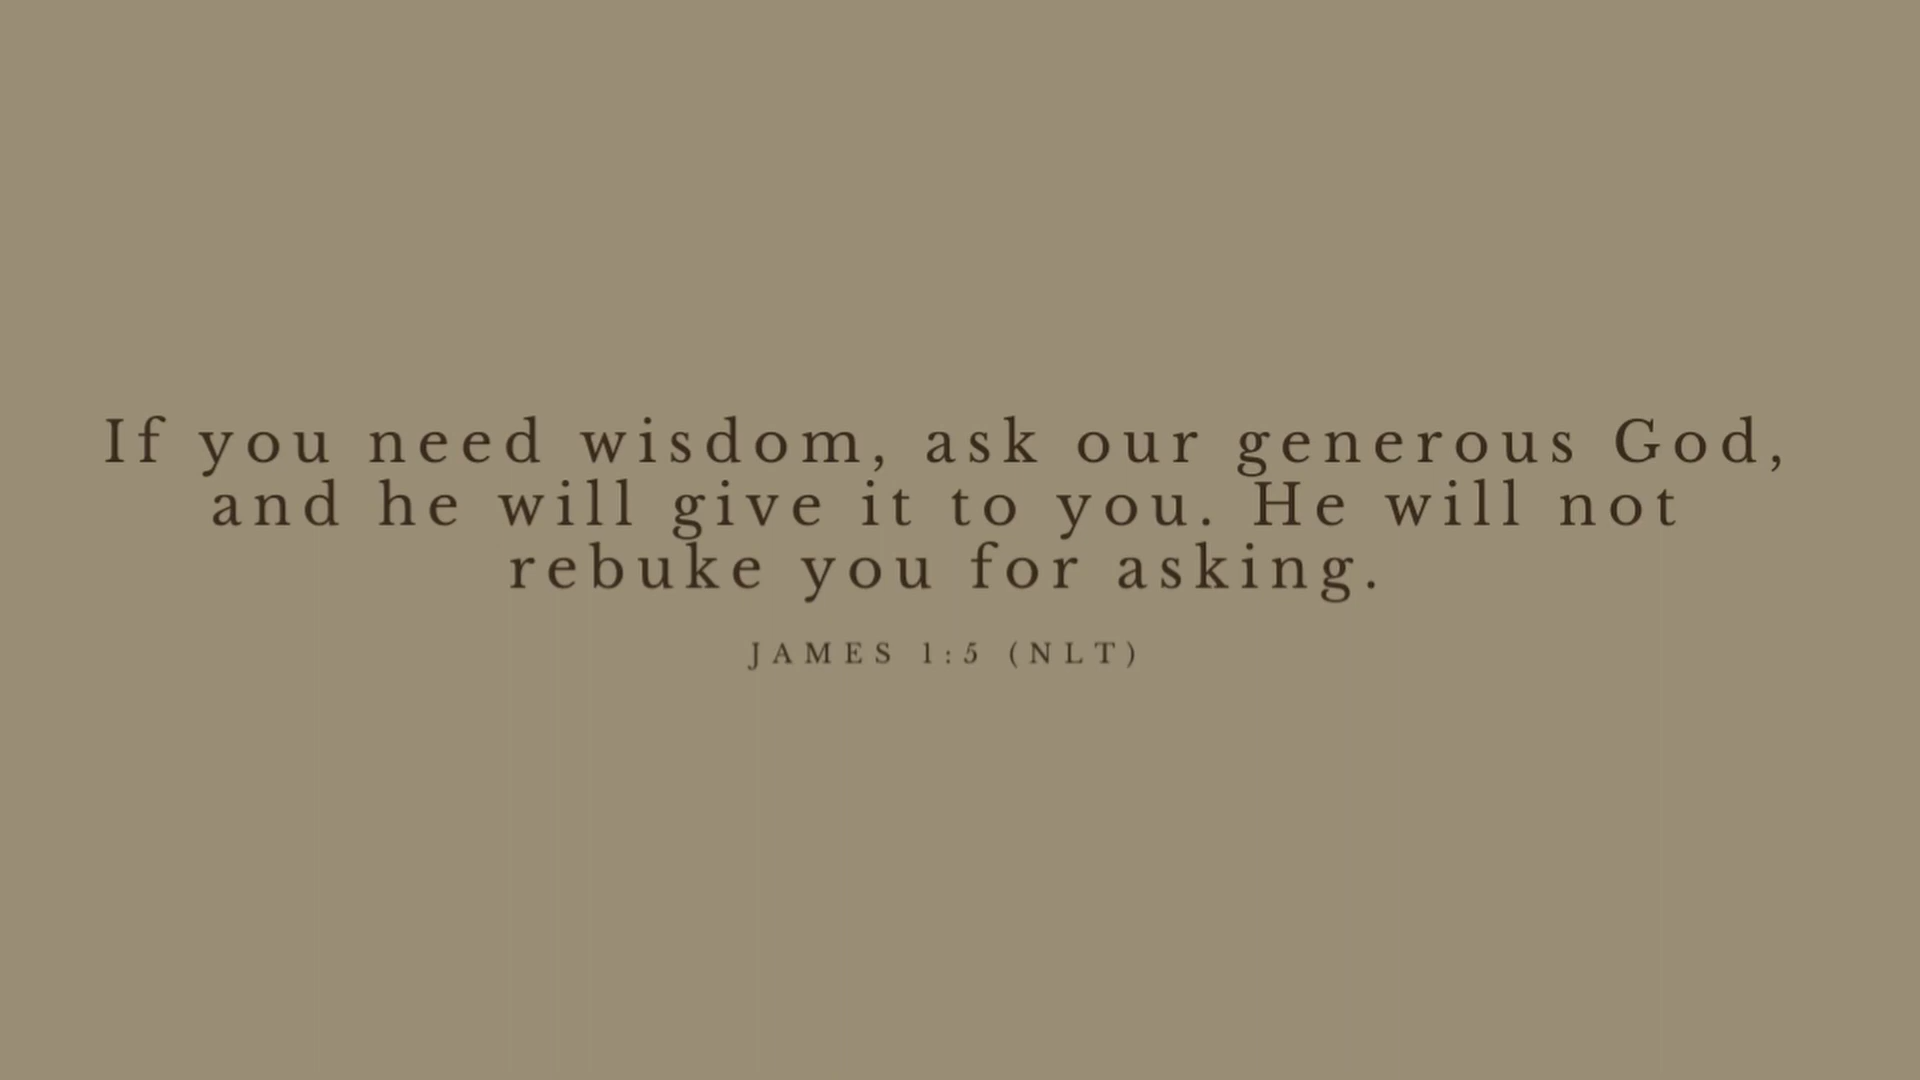 If you need wisdom, ask our generous God,
and he will give it to you. He will not
rebuke you for asking.
JAMES 1:5 (NLT)